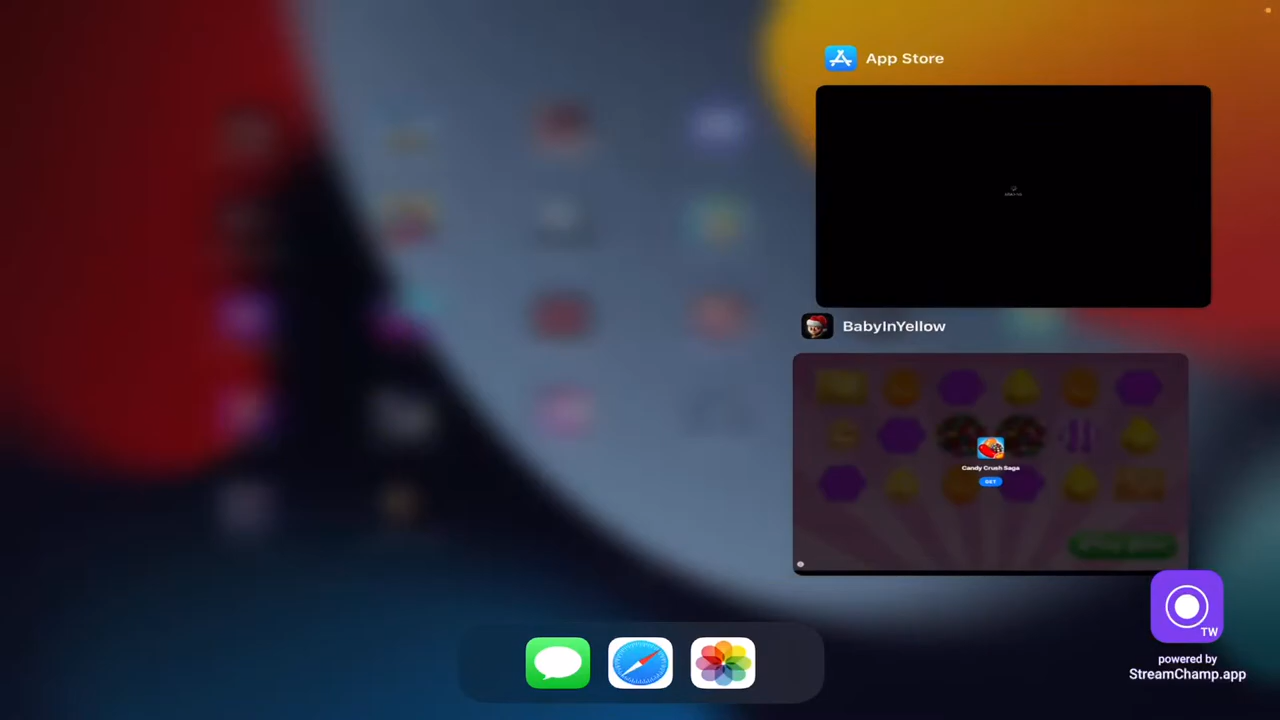 App Store
BabyInYellow
Candy Crush Saga
GET
TW
powered by
StreamChamp.app